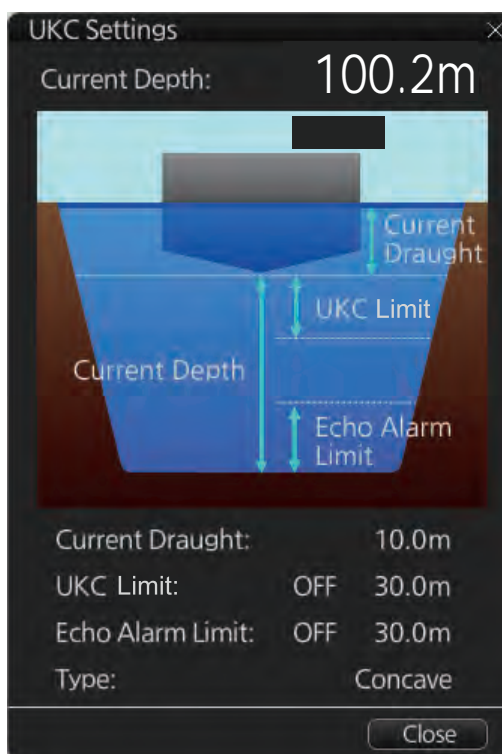 UKC Settings
Current Depth: 100.2m
Current
Draught
UKC Limit
Current Depth
Echo Alarm
Limit
Current Draught: 10.0m
UKC Limit: OFF 30.0m
Echo Alarm Limit: OFF 30.0m
Type: Concave
Close